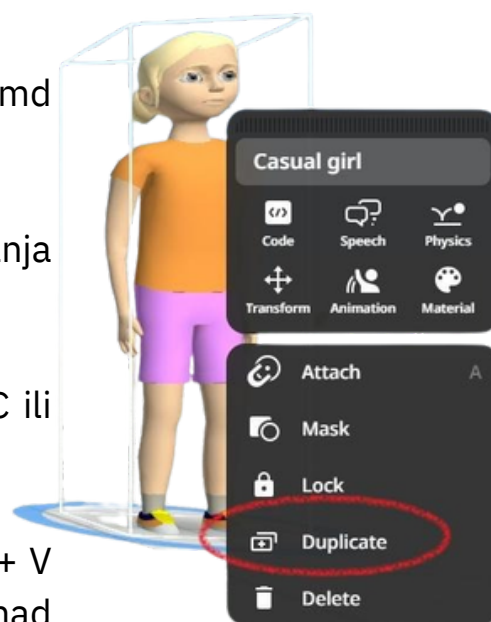 md
nja
C ili
+ V
nad
Casual girl
Code Speech Physics
Transform Animation Material
Attach A
Mask
Lock
Duplicate
Delete